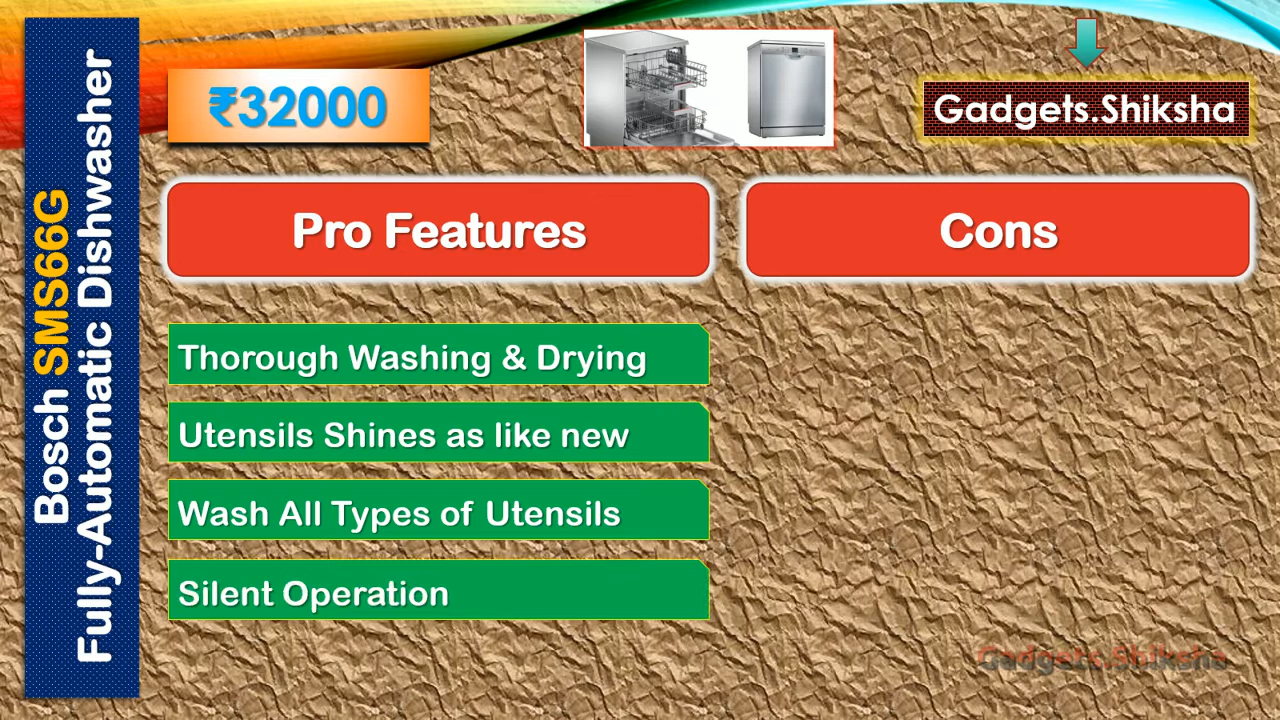 Bosch SMS66G
Fully-Automatic Dishwasher
₹32000
Gadgets.Shiksha
Pro Features
Cons
Thorough Washing & Drying
Utensils Shines as like new
Wash All Types of Utensils
Silent Operation
Gadgets.Shiksha